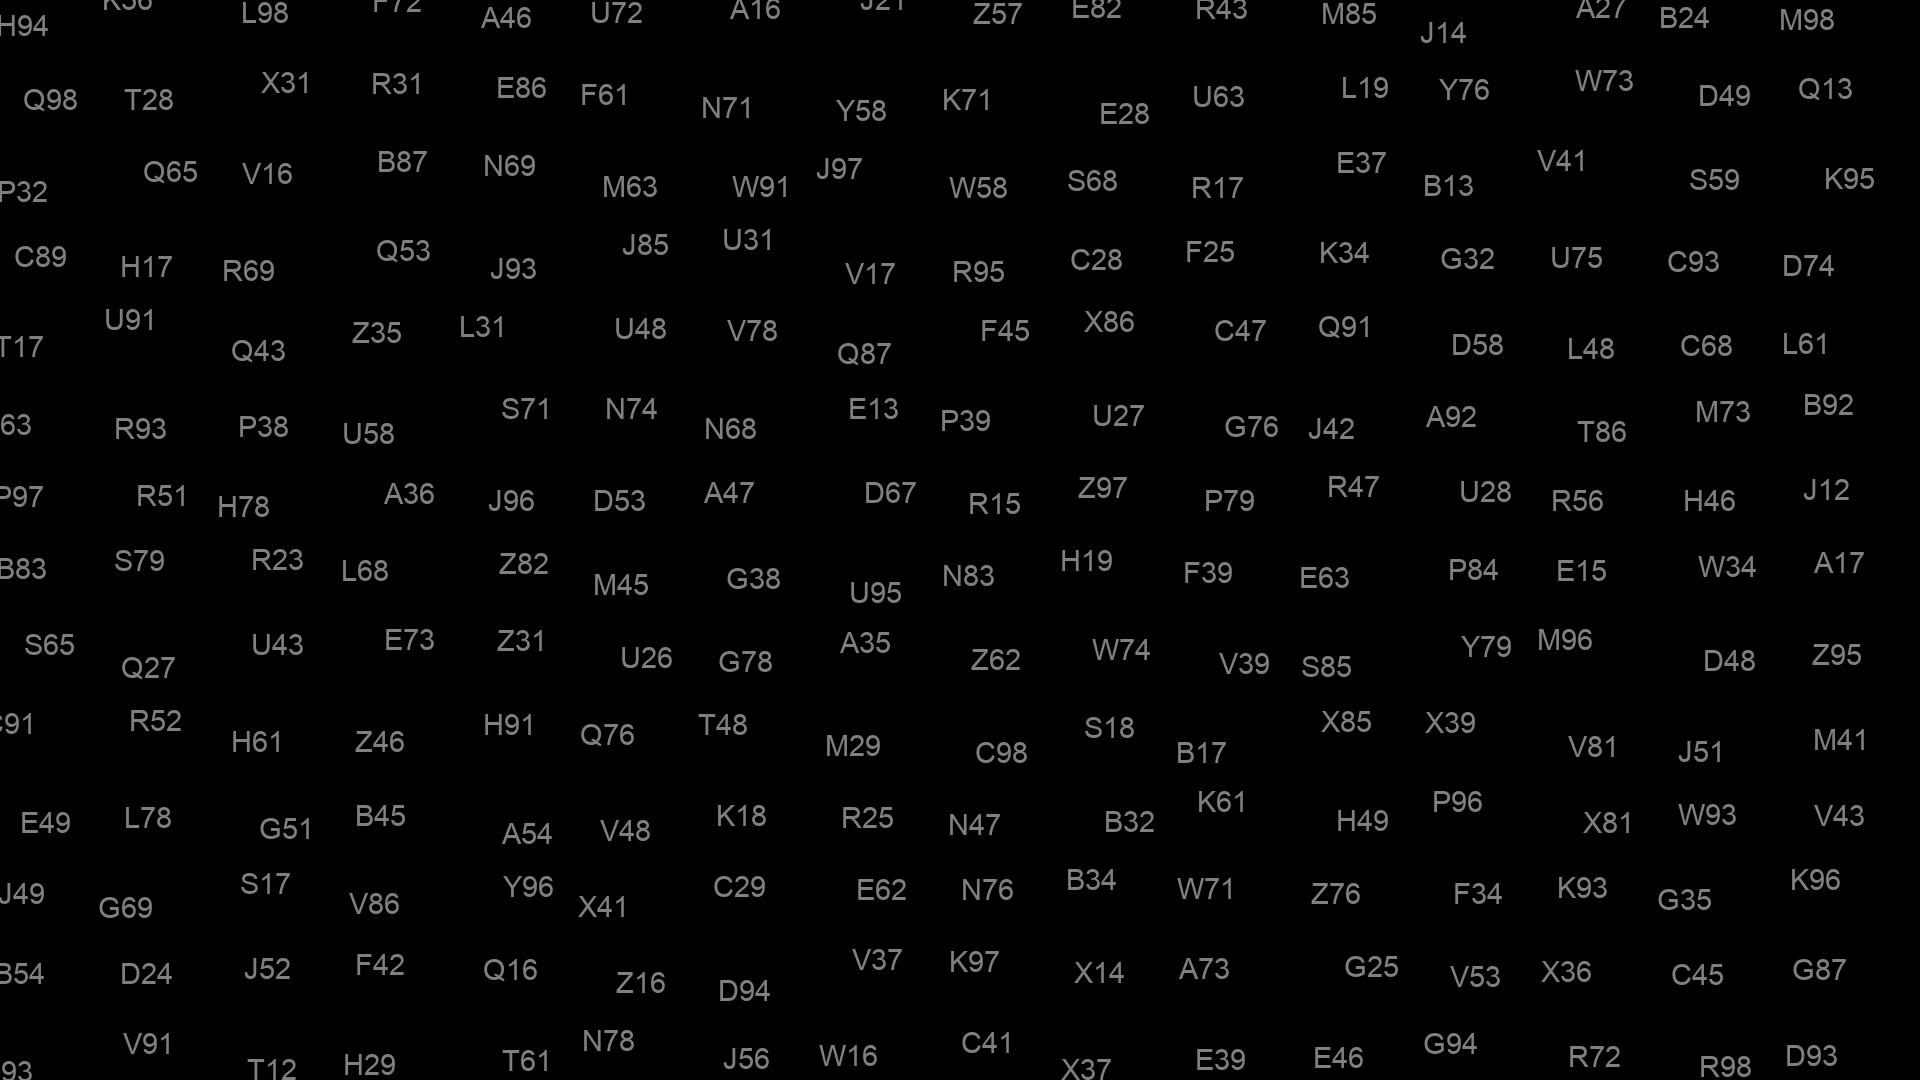 H94 K56 L98 F72 A46 U72 A16 J21 Z57 E82 R43 M85 J14 A27 B24 M98
Q98 T28 X31 R31 E86 F61 N71 Y58 K71 E28 U63 L19 Y76 W73 D49 Q13
P32 Q65 V16 B87 N69 M63 W91 J97 W58 S68 R17 E37 B13 V41 S59 K95
C89 H17 R69 Q53 J93 J85 U31 V17 R95 C28 F25 K34 G32 U75 C93 D74
T17 U91 Q43 Z35 L31 U48 V78 Q87 F45 X86 C47 Q91 D58 L48 C68 L61
63 R93 P38 U58 S71 N74 N68 E13 P39 U27 G76 J42 A92 T86 M73 B92
P97 R51 H78 A36 J96 D53 A47 D67 R15 Z97 P79 R47 U28 R56 H46 J12
B83 S79 R23 L68 Z82 M45 G38 U95 N83 H19 F39 E63 P84 E15 W34 A17
S65 Q27 U43 E73 Z31 U26 G78 A35 Z62 W74 V39 S85 Y79 M96 D48 Z95
91 R52 H61 Z46 H91 Q76 T48 M29 C98 S18 B17 X85 X39 V81 J51 M41
E49 L78 G51 B45 A54 V48 K18 R25 N47 B32 K61 H49 P96 X81 W93 V43
J49 G69 S17 V86 Y96 X41 C29 E62 N76 B34 W71 Z76 F34 K93 G35 K96
B54 D24 J52 F42 Q16 Z16 D94 V37 K97 X14 A73 G25 V53 X36 C45 G87
93 V91 T12 H29 T61 N78 J56 W16 C41 X37 E39 E46 G94 R72 R98 D93